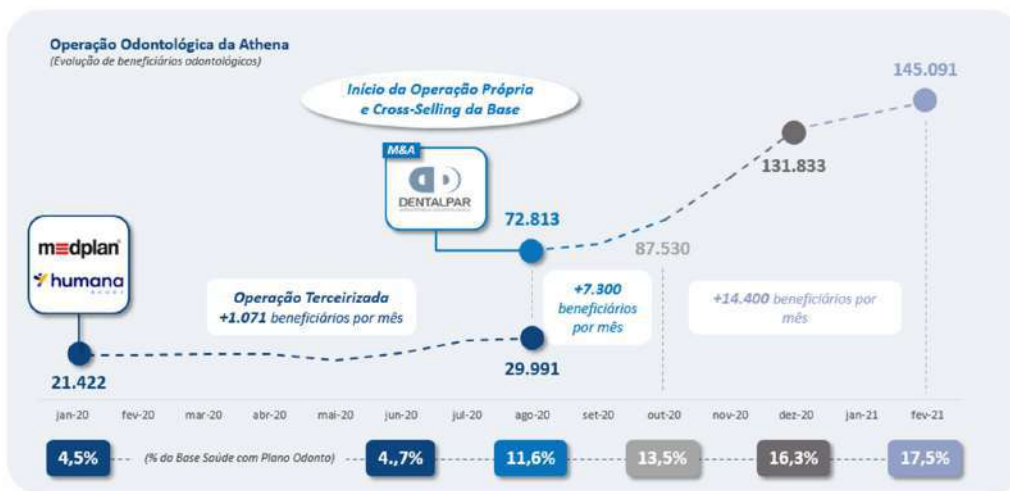 Operação Odontológica da Athena
(Evolução de beneficiários odontológicos)
Início da Operação Própria
e Cross-Selling da Base
145.091
M&A
DENTALPAR
131.833
72.813
87.530
medplan
humana
Operação Terceirizada
+1.071 beneficiários por mês
+7.300
beneficiários
por mês
+14.400 beneficiários por
mês
21.422
29.991
jan-20 fev-20 mar-20 abr-20 mai-20 jun-20 jul-20 ago-20 set-20 out-20 nov-20 dez-20 jan-21 fev-21
4,5% (% da Base Saúde com Plano Odonto) 4.,7% 11,6% 13,5% 16,3% 17,5%